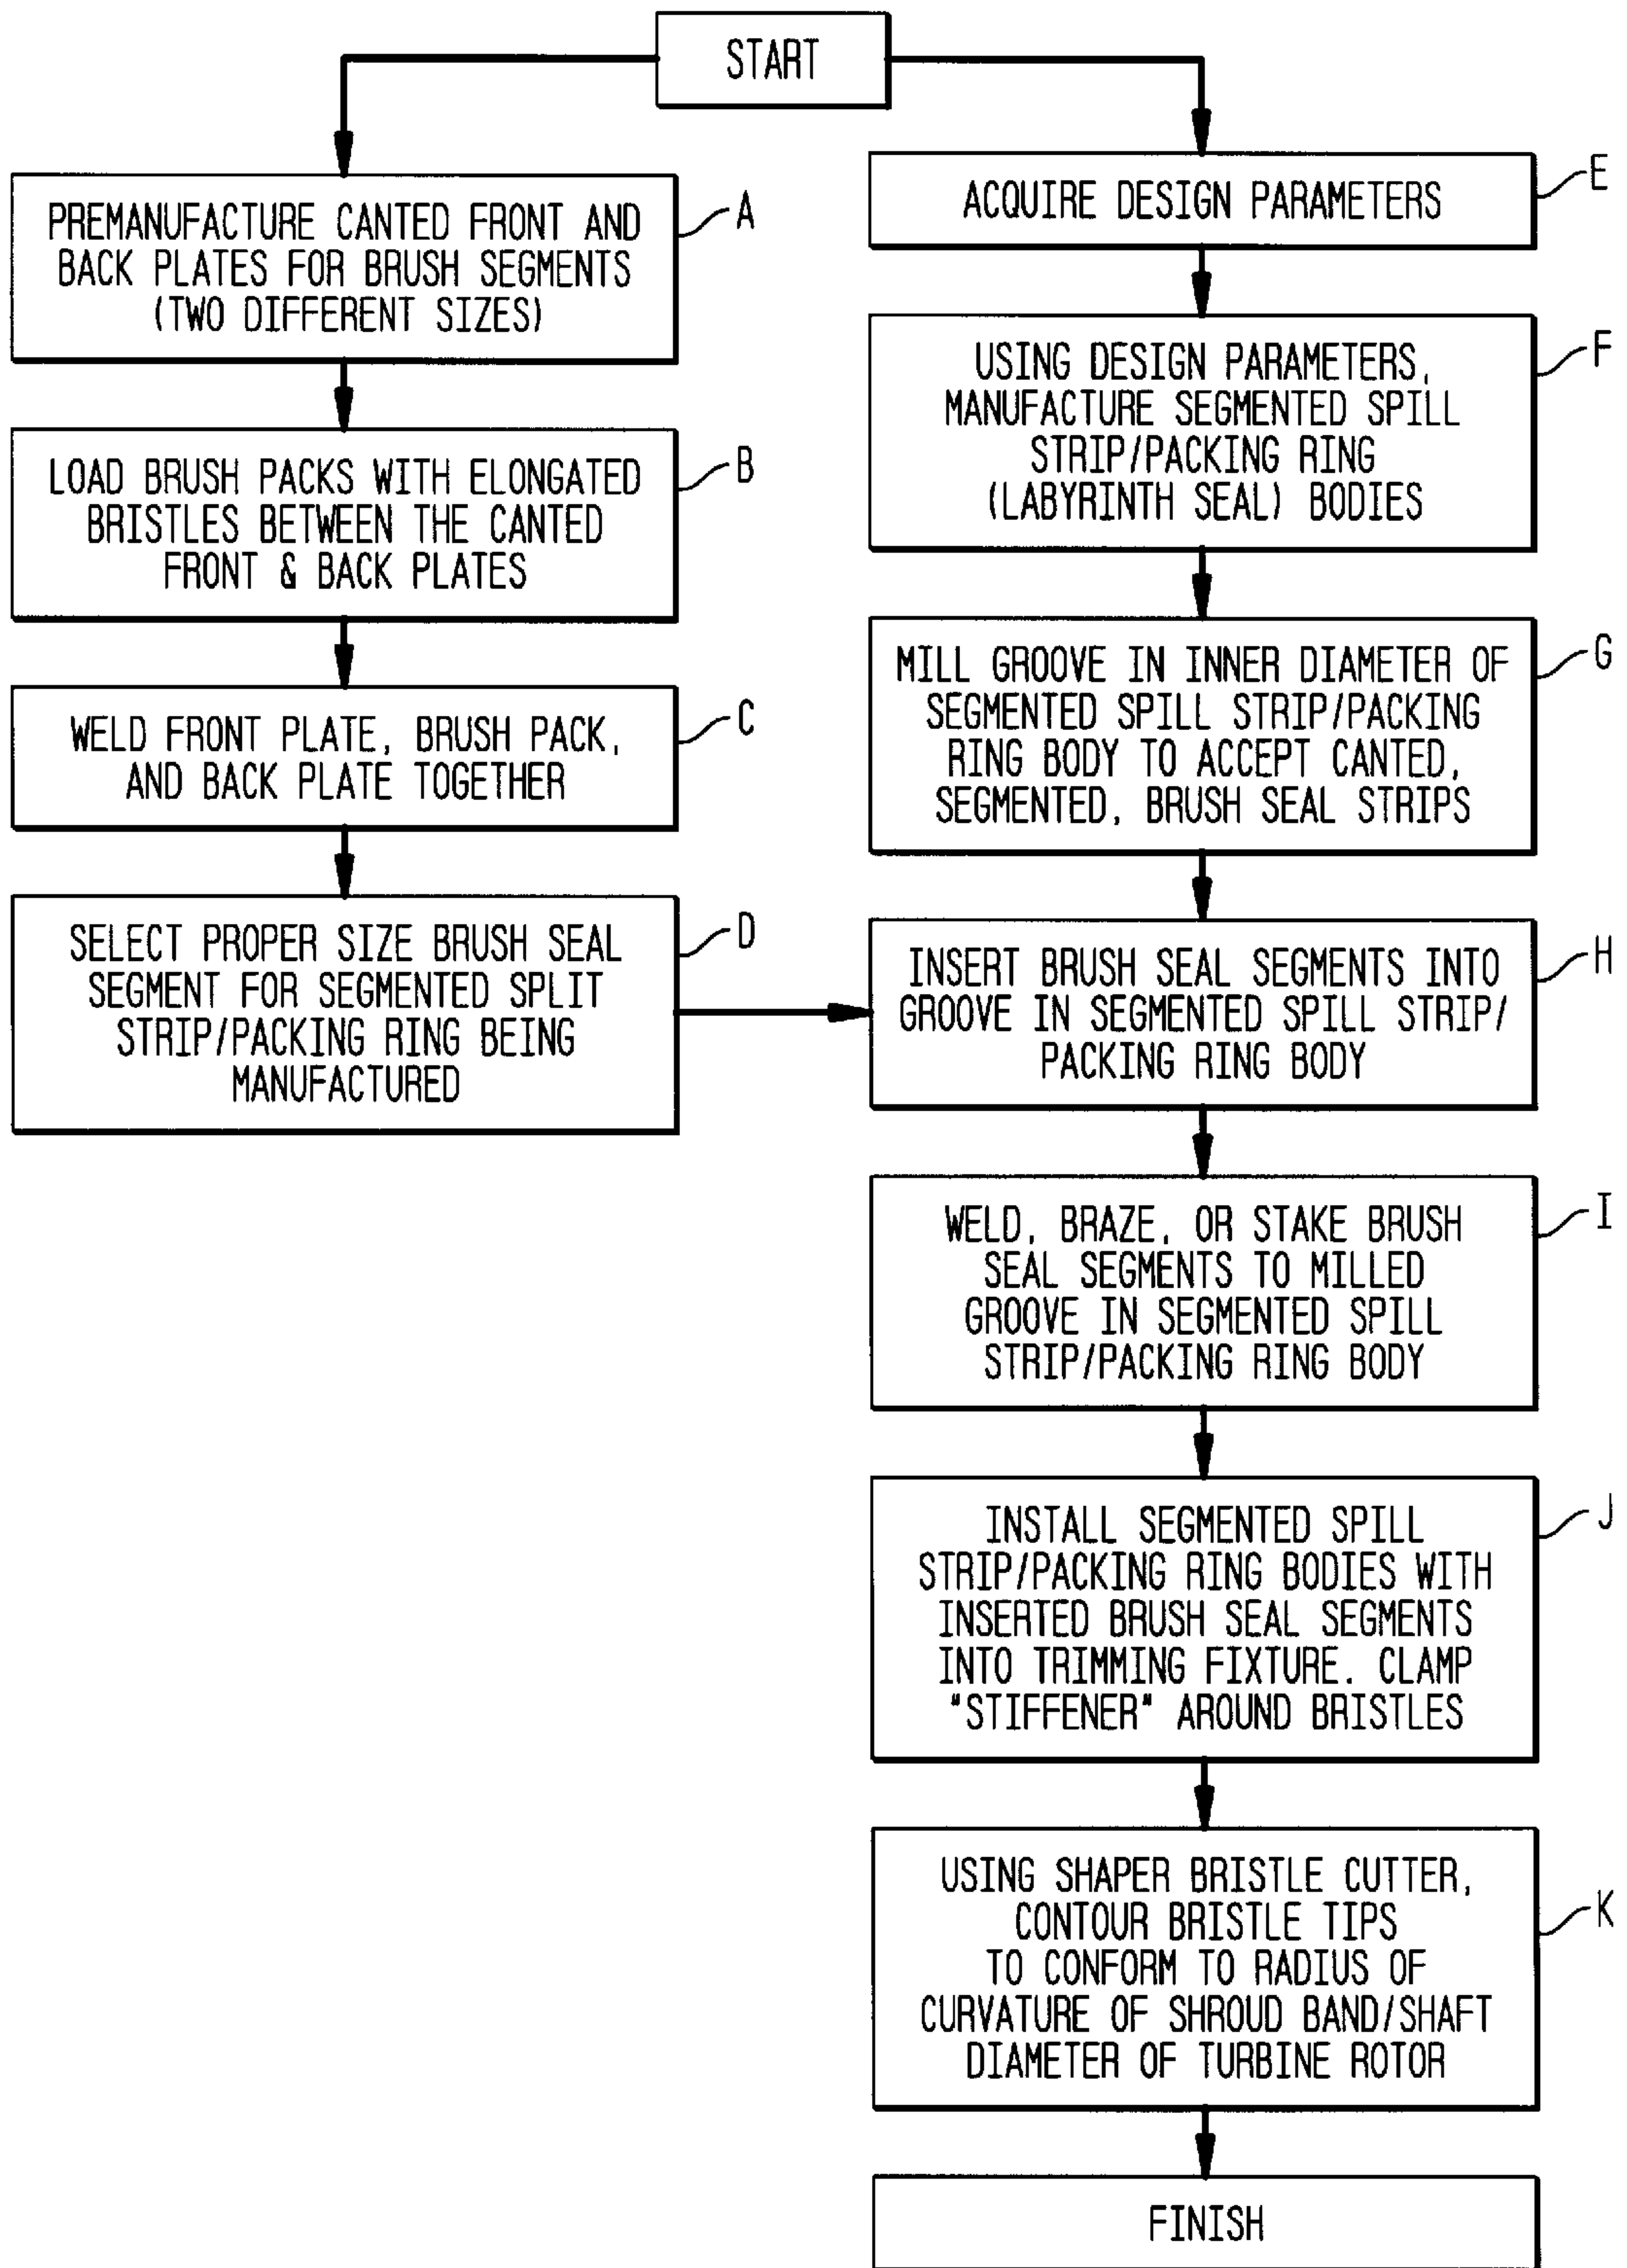 START
PREMANUFACTURE CANTED FRONT AND
BACK PLATES FOR BRUSH SEGMENTS
(TWO DIFFERENT SIZES)
A
LOAD BRUSH PACKS WITH ELONGATED
BRISTLES BETWEEN THE CANTED
FRONT & BACK PLATES
B
WELD FRONT PLATE, BRUSH PACK,
AND BACK PLATE TOGETHER
C
SELECT PROPER SIZE BRUSH SEAL
SEGMENT FOR SEGMENTED SPLIT
STRIP/PACKING RING BEING
MANUFACTURED
D
ACQUIRE DESIGN PARAMETERS
E
USING DESIGN PARAMETERS,
MANUFACTURE SEGMENTED SPILL
STRIP/PACKING RING
(LABYRINTH SEAL) BODIES
F
MILL GROOVE IN INNER DIAMETER OF
SEGMENTED SPILL STRIP/PACKING
RING BODY TO ACCEPT CANTED,
SEGMENTED, BRUSH SEAL STRIPS
G
INSERT BRUSH SEAL SEGMENTS INTO
GROOVE IN SEGMENTED SPILL STRIP/
PACKING RING BODY
H
WELD, BRAZE, OR STAKE BRUSH
SEAL SEGMENTS TO MILLED
GROOVE IN SEGMENTED SPILL
STRIP/PACKING RING BODY
I
INSTALL SEGMENTED SPILL
STRIP/PACKING RING BODIES WITH
INSERTED BRUSH SEAL SEGMENTS
INTO TRIMMING FIXTURE. CLAMP
"STIFFENER" AROUND BRISTLES
J
USING SHAPER BRISTLE CUTTER,
CONTOUR BRISTLE TIPS
TO CONFORM TO RADIUS OF
CURVATURE OF SHROUD BAND/SHAFT
DIAMETER OF TURBINE ROTOR
K
FINISH